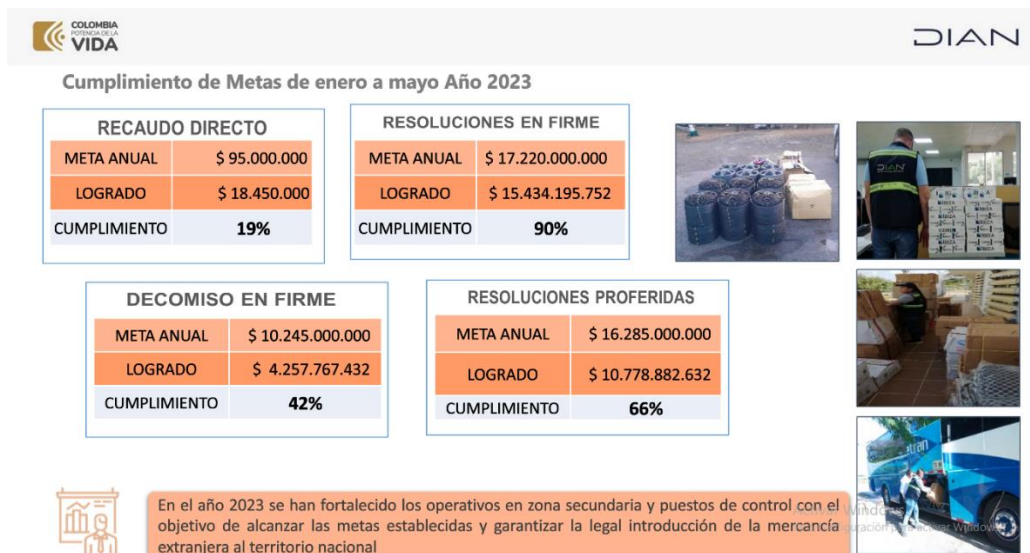 COLOMBIA
POTENCIA DE LA
VIDA
DIAN
Cumplimiento de Metas de enero a mayo Año 2023
RECAUDO DIRECTO
META ANUAL $ 95.000.000
LOGRADO $ 18.450.000
CUMPLIMIENTO 19%
RESOLUCIONES EN FIRME
META ANUAL $ 17.220.000.000
LOGRADO $ 15.434.195.752
CUMPLIMIENTO 90%
DECOMISO EN FIRME
META ANUAL $ 10.245.000.000
LOGRADO $ 4.257.767.432
CUMPLIMIENTO 42%
RESOLUCIONES PROFERIDAS
META ANUAL $ 16.285.000.000
LOGRADO $ 10.778.882.632
CUMPLIMIENTO 66%
DIAN
En el año 2023 se han fortalecido los operativos en zona secundaria y puestos de control con el
objetivo de alcanzar las metas establecidas y garantizar la legal introducción de la mercancía
extranjera al territorio nacional